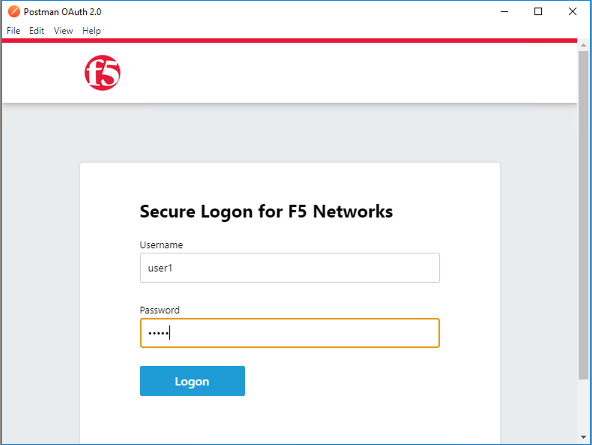 Postman OAuth 2.0
File Edit View Help
f5
Secure Logon for F5 Networks
Username
user1
Password
•••••
Logon